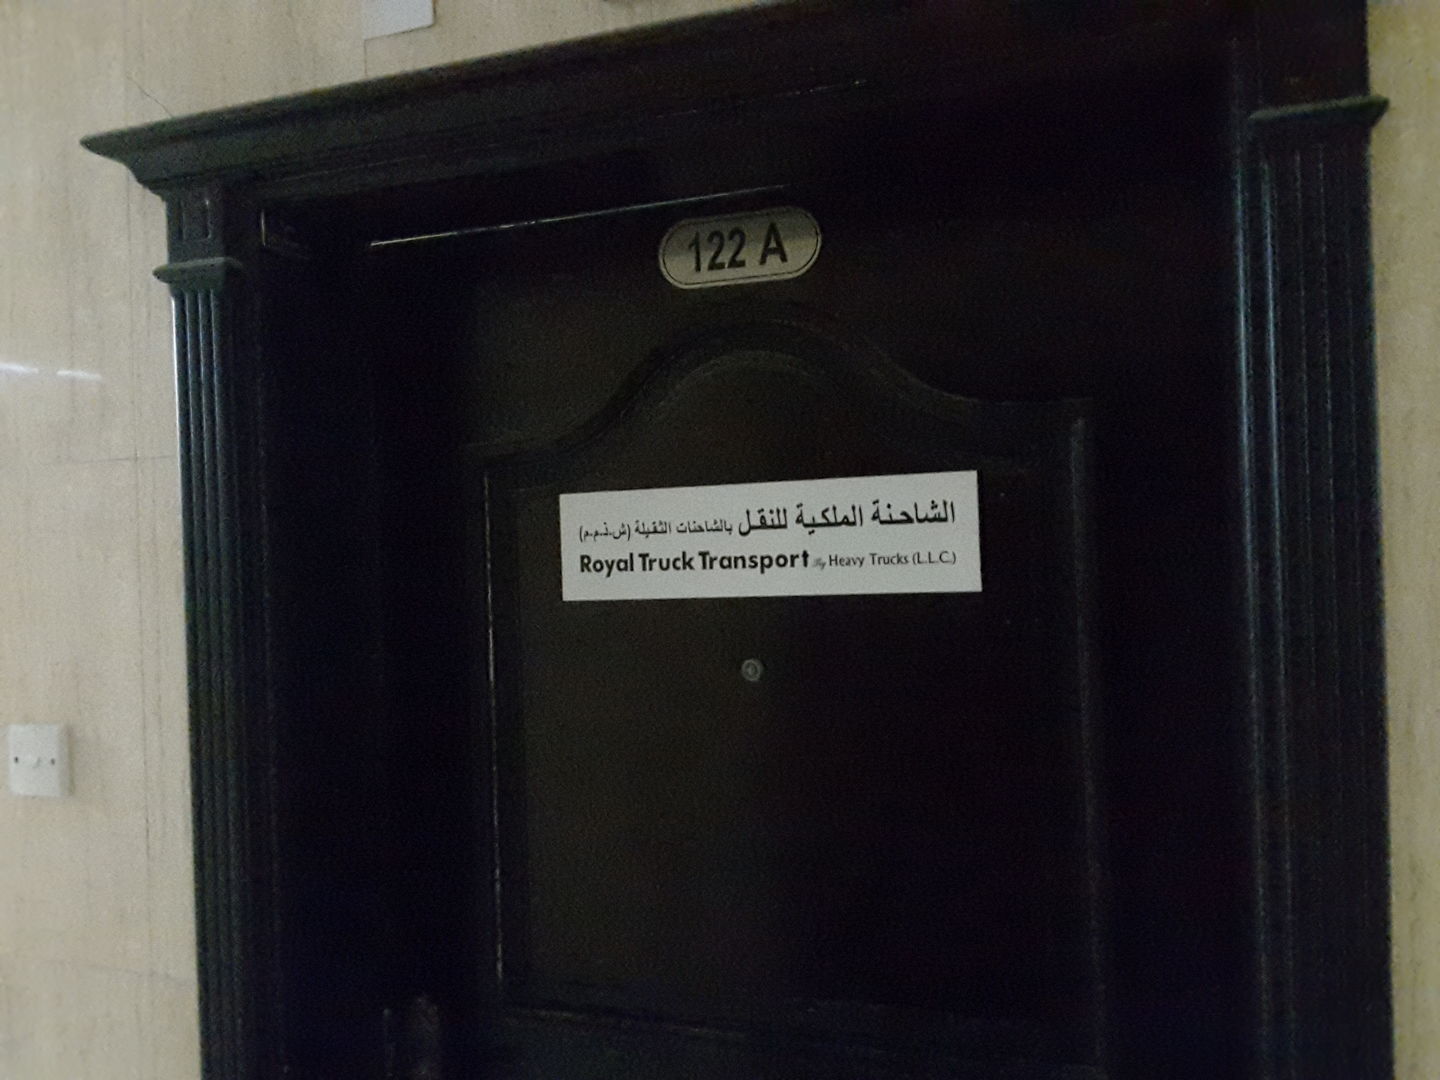 122 A
الشاحنة الملكية للنقل بالشاحنات الثقيلة (ش.ذ.م.م)
Royal Truck Transport By Heavy Trucks (L.L.C.)